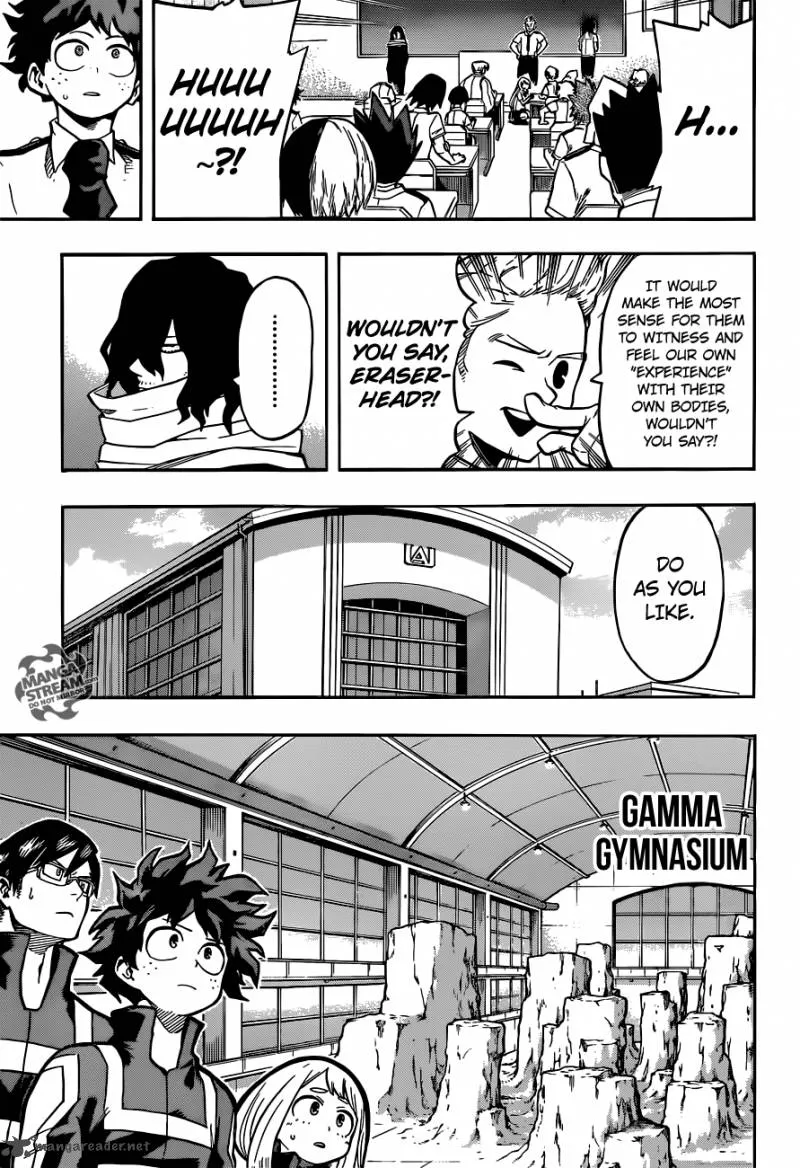 H...
HUUU
UUUUUH
~?!
IT WOULD
MAKE THE MOST
SENSE FOR THEM
TO WITNESS AND
FEEL OUR OWN
"EXPERIENCE"
WITH THEIR
OWN BODIES,
WOULDN'T
YOU SAY?!
WOULDN'T
YOU SAY,
ERASER-
HEAD?!
.........
DO
AS YOU
LIKE.
MANGA
STREAM.com
DO NOT MIRROR
GAMMA
GYMNASIUM
mangareader.net